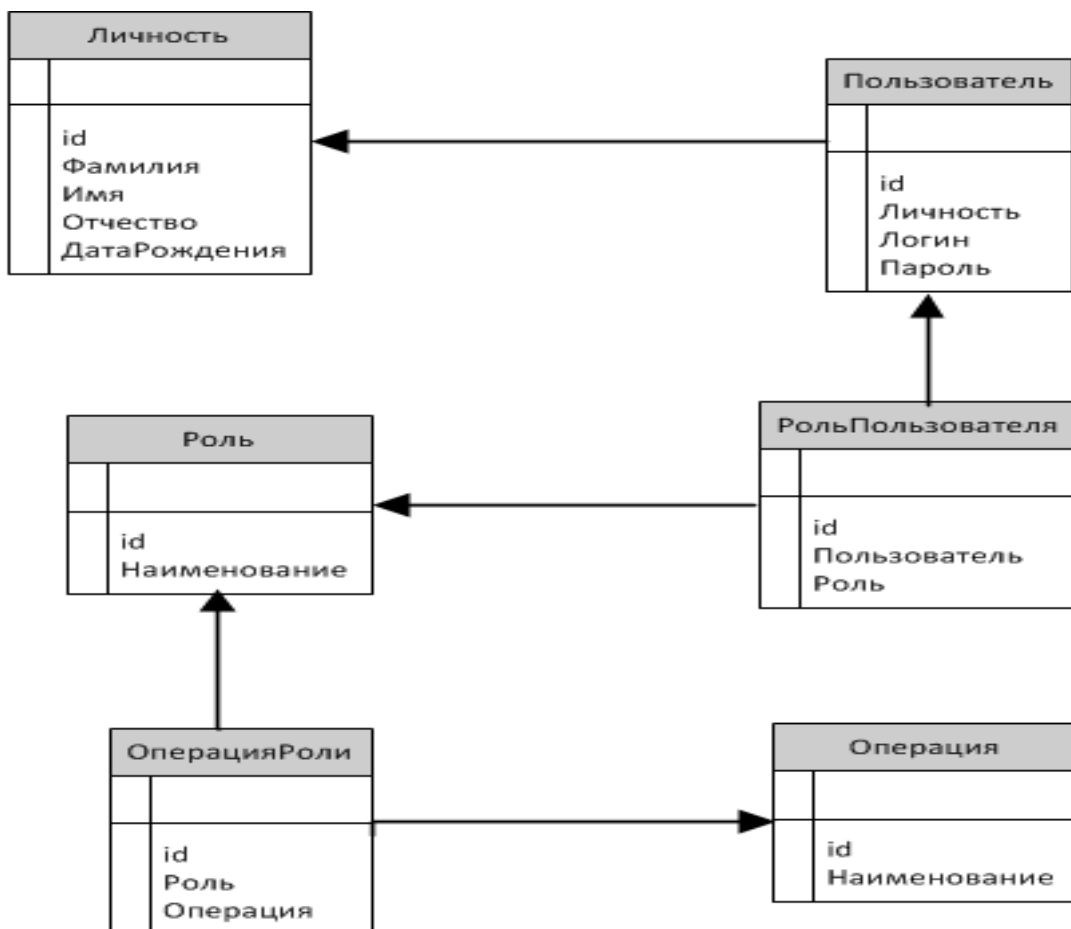 Личность
id
Фамилия
Имя
Отчество
ДатаРождения
Пользователь
id
Личность
Логин
Пароль
Роль
id
Наименование
РольПользователя
id
Пользователь
Роль
ОперацияРоли
id
Роль
Операция
Операция
id
Наименование